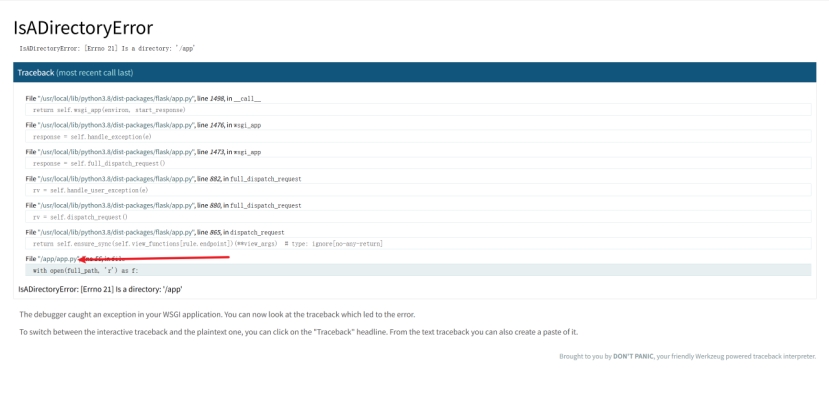 IsADirectoryError
IsADirectoryError: [Errno 21] Is a directory: '/app'
Traceback (most recent call last)
File "/usr/local/lib/python3.8/dist-packages/flask/app.py", line 1498, in __call__
return self.wsgi_app(environ, start_response)
File "/usr/local/lib/python3.8/dist-packages/flask/app.py", line 1476, in wsgi_app
response = self.handle_exception(e)
File "/usr/local/lib/python3.8/dist-packages/flask/app.py", line 1473, in wsgi_app
response = self.full_dispatch_request()
File "/usr/local/lib/python3.8/dist-packages/flask/app.py", line 882, in full_dispatch_request
rv = self.handle_user_exception(e)
File "/usr/local/lib/python3.8/dist-packages/flask/app.py", line 880, in full_dispatch_request
rv = self.dispatch_request()
File "/usr/local/lib/python3.8/dist-packages/flask/app.py", line 865, in dispatch_request
return self.ensure_sync(self.view_functions[rule.endpoint])(**view_args)  # type: ignore[no-any-return]
File "/app/app.py"
with open(full_path, 'r') as f:
IsADirectoryError: [Errno 21] Is a directory: '/app'
The debugger caught an exception in your WSGI application. You can now look at the traceback which led to the error.
To switch between the interactive traceback and the plaintext one, you can click on the "Traceback" headline. From the text traceback you can also create a paste of it.
Brought to you by DON'T PANIC, your friendly Werkzeug powered traceback interpreter.